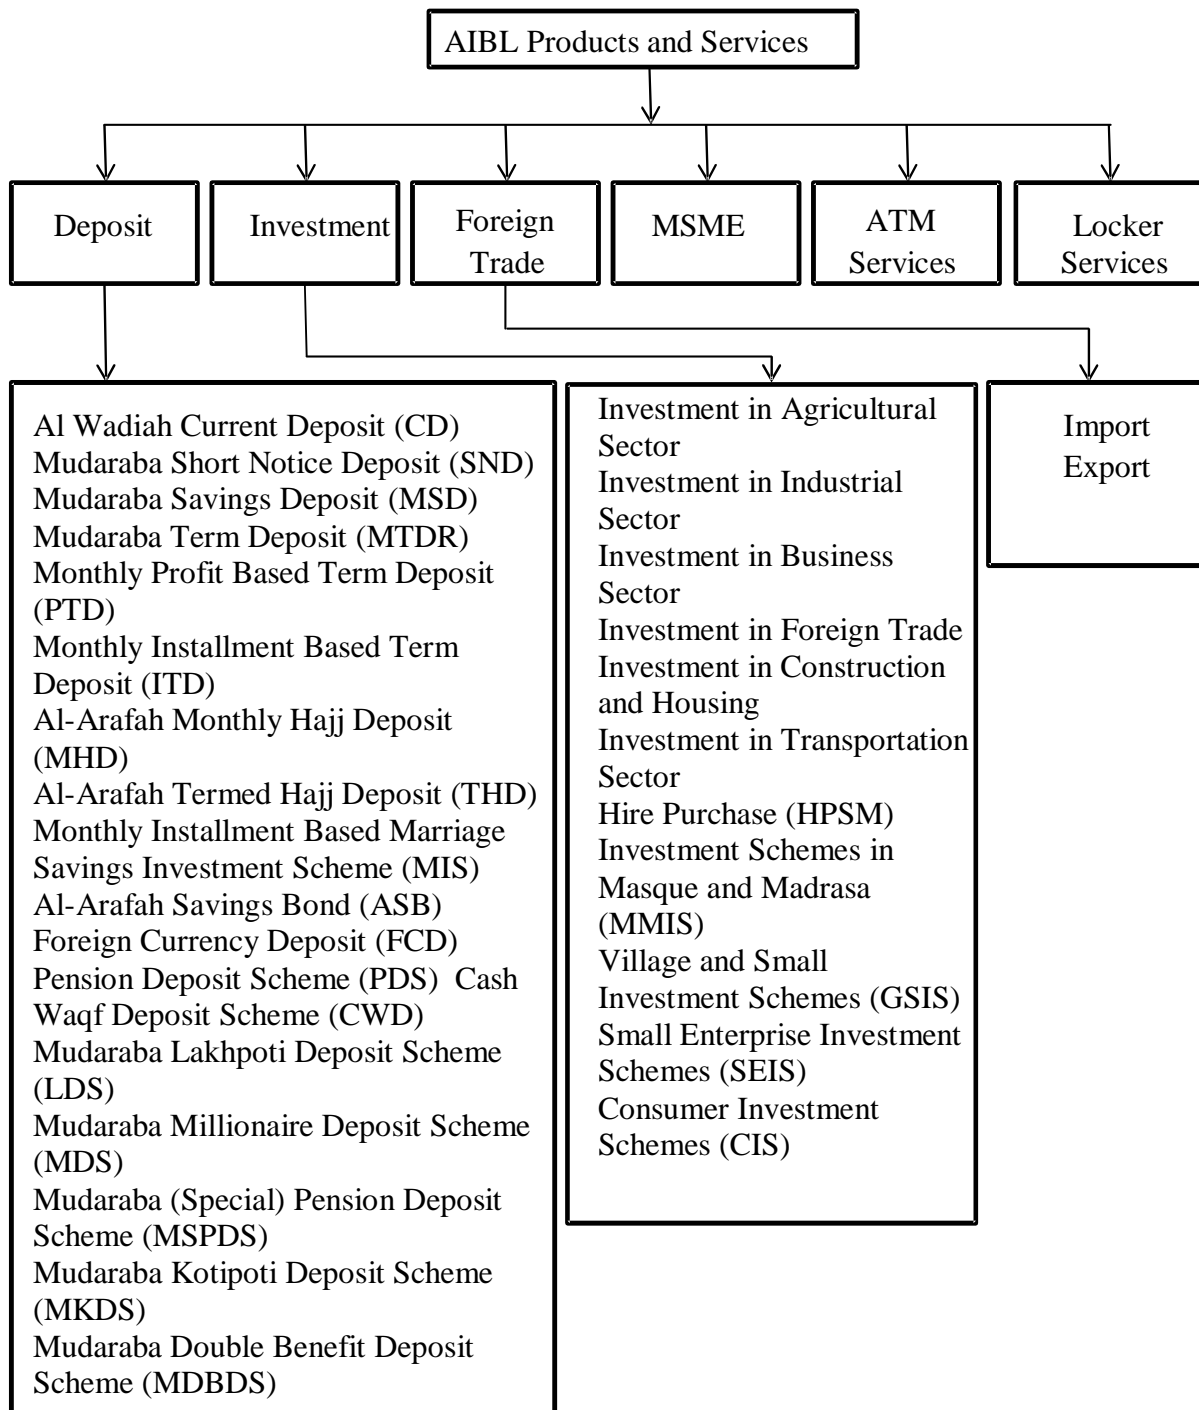 AIBL Products and Services
Deposit
Investment
Foreign
Trade
MSME
ATM
Services
Locker
Services
Al Wadiah Current Deposit (CD)
Mudaraba Short Notice Deposit (SND)
Mudaraba Savings Deposit (MSD)
Mudaraba Term Deposit (MTDR)
Monthly Profit Based Term Deposit
(PTD)
Monthly Installment Based Term
Deposit (ITD)
Al-Arafah Monthly Hajj Deposit
(MHD)
Al-Arafah Termed Hajj Deposit (THD)
Monthly Installment Based Marriage
Savings Investment Scheme (MIS)
Al-Arafah Savings Bond (ASB)
Foreign Currency Deposit (FCD)
Pension Deposit Scheme (PDS)  Cash
Waqf Deposit Scheme (CWD)
Mudaraba Lakhpoti Deposit Scheme
(LDS)
Mudaraba Millionaire Deposit Scheme
(MDS)
Mudaraba (Special) Pension Deposit
Scheme (MSPDS)
Mudaraba Kotipoti Deposit Scheme
(MKDS)
Mudaraba Double Benefit Deposit
Scheme (MDBDS)
Investment in Agricultural
Sector
Investment in Industrial
Sector
Investment in Business
Sector
Investment in Foreign Trade
Investment in Construction
and Housing
Investment in Transportation
Sector
Hire Purchase (HPSM)
Investment Schemes in
Masque and Madrasa
(MMIS)
Village and Small
Investment Schemes (GSIS)
Small Enterprise Investment
Schemes (SEIS)
Consumer Investment
Schemes (CIS)
Import
Export